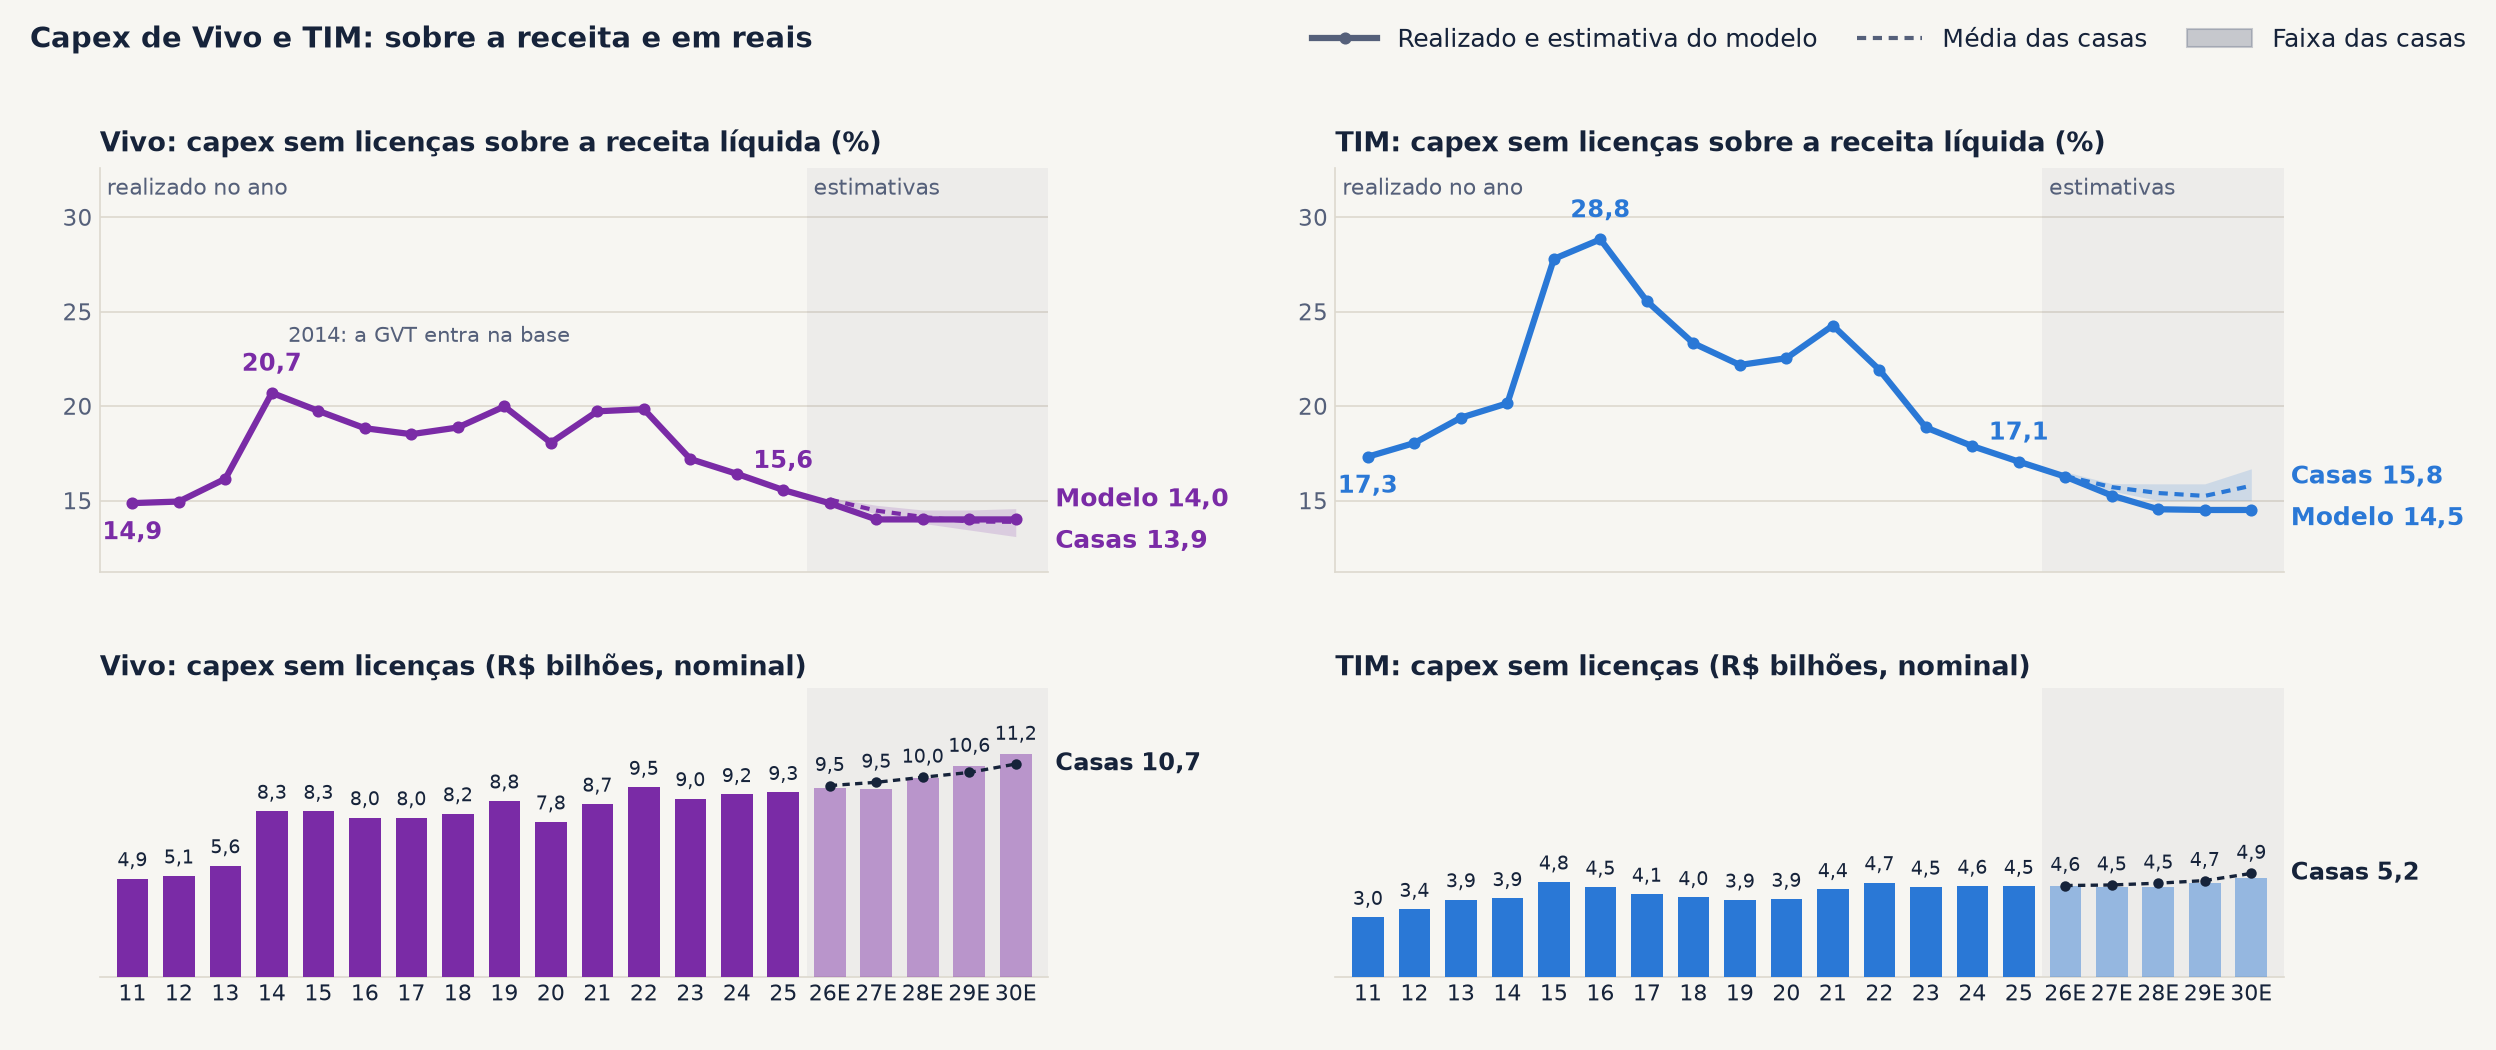 Capex de Vivo e TIM: sobre a receita e em reais
Realizado e estimativa do modelo
Média das casas
Faixa das casas
Vivo: capex sem licenças sobre a receita líquida (%)
realizado no ano
estimativas
30
25
20
15
2014: a GVT entra na base
20,7
14,9
15,6
Modelo 14,0
Casas 13,9
TIM: capex sem licenças sobre a receita líquida (%)
realizado no ano
estimativas
30
25
20
15
28,8
17,3
17,1
Casas 15,8
Modelo 14,5
Vivo: capex sem licenças (R$ bilhões, nominal)
4,9 5,1 5,6 8,3 8,3 8,0 8,0 8,2 8,8 7,8 8,7 9,5 9,0 9,2 9,3 9,5 9,5 10,0 10,6 11,2
Casas 10,7
11 12 13 14 15 16 17 18 19 20 21 22 23 24 25 26E 27E 28E 29E 30E
TIM: capex sem licenças (R$ bilhões, nominal)
3,0 3,4 3,9 3,9 4,8 4,5 4,1 4,0 3,9 3,9 4,4 4,7 4,5 4,6 4,5 4,6 4,5 4,5 4,7 4,9
Casas 5,2
11 12 13 14 15 16 17 18 19 20 21 22 23 24 25 26E 27E 28E 29E 30E